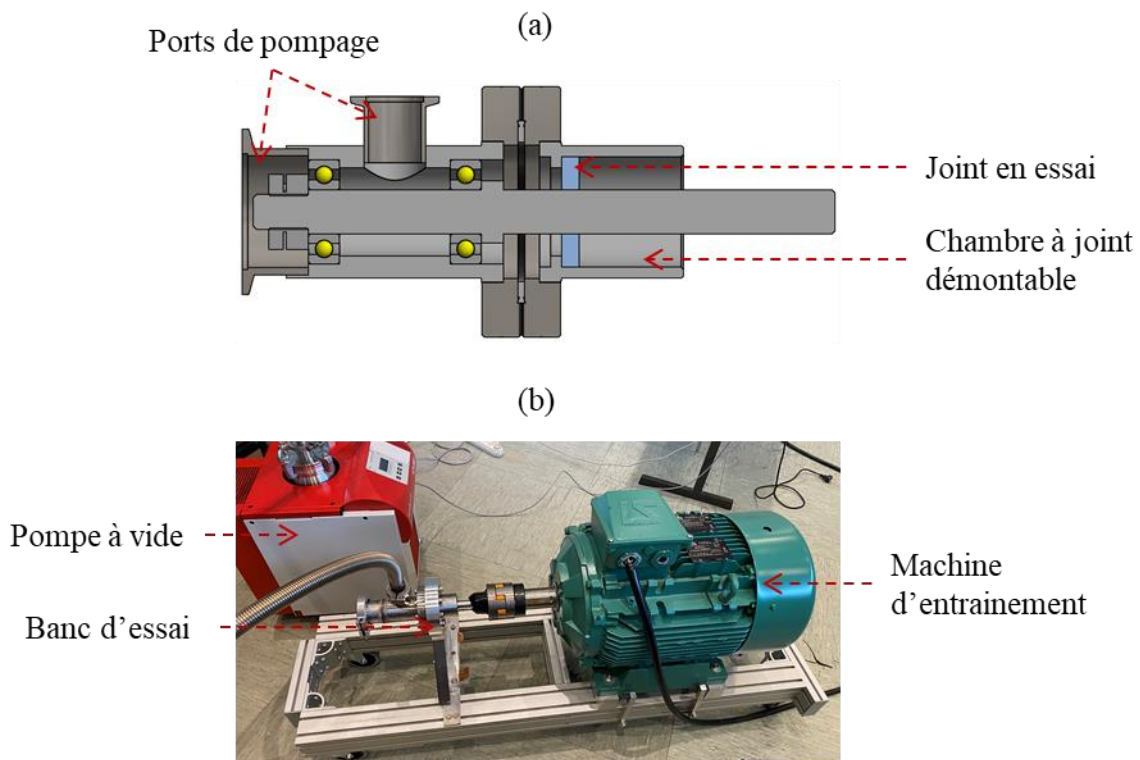 (a)
Ports de pompage
Joint en essai
Chambre à joint
démontable
(b)
Pompe à vide
Banc d'essai
Machine
d'entrainement